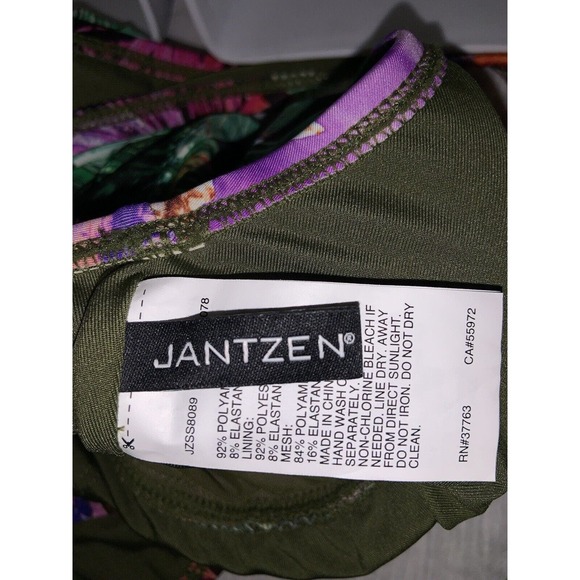 JANTZEN®
078
JZSS8089
92% POLYAM
8% ELASTAN
LINING:
92% POLYES
8% ELASTAN
MESH:
84% POLYAM
16% ELASTAN
MADE IN CHIN
HAND WASH C
SEPARATELY.
NON-CHLORINE BLEACH IF
NEEDED. LINE DRY. AWAY
FROM DIRECT SUNLIGHT.
DO NOT IRON. DO NOT DRY
CLEAN.
RN#37763 CA#55972